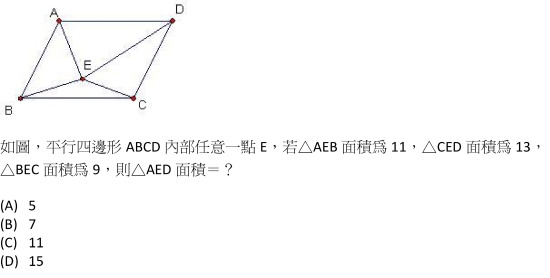 A
D
E
B
C
如圖，平行四邊形 ABCD 內部任意一點 E，若△AEB 面積爲 11，△CED 面積爲 13，
△BEC 面積爲 9，則△AED 面積＝？
(A) 5
(B) 7
(C) 11
(D) 15